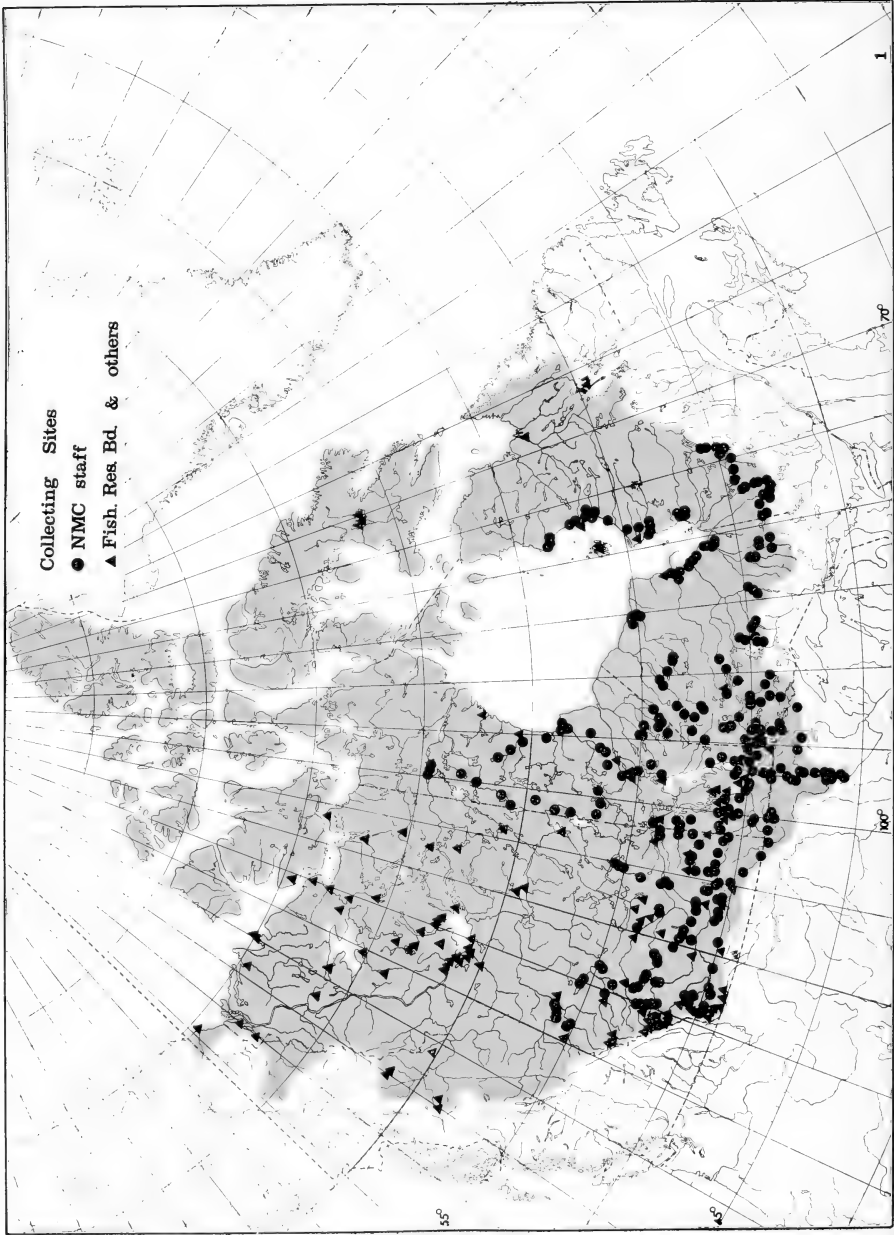 Collecting Sites
● NMC staff
▲ Fish. Res. Bd. & others
55°
45°
100°
70°
1